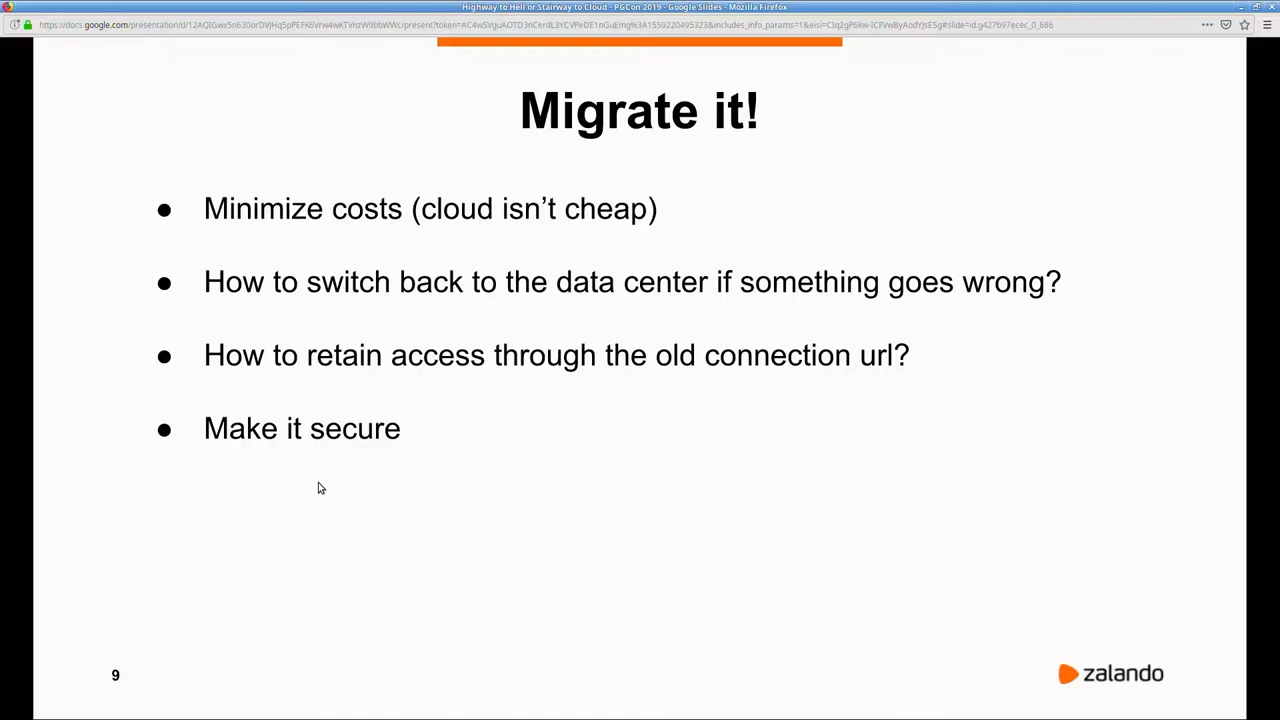 Highway to Hell or Stairway to Cloud - PGCon 2019 - Google Slides - Mozilla Firefox
Migrate it!
● Minimize costs (cloud isn’t cheap)
● How to switch back to the data center if something goes wrong?
● How to retain access through the old connection url?
● Make it secure
9
zalando